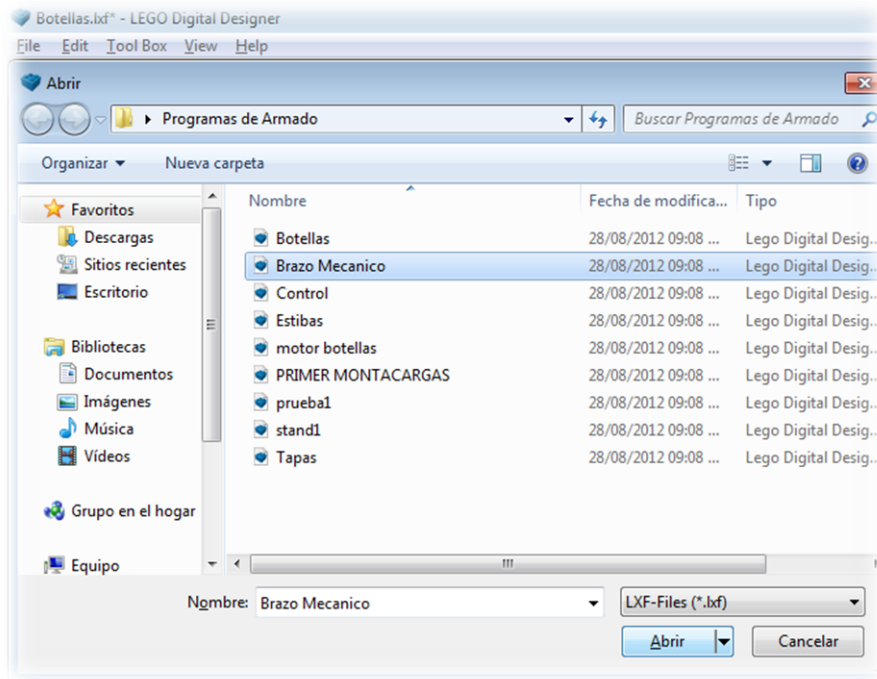 Botellas.lxf* - LEGO Digital Designer
File Edit Tool Box View Help
Abrir
Programas de Armado Buscar Programas de Armado
Organizar Nueva carpeta
Favoritos
Descargas
Sitios recientes
Escritorio
Bibliotecas
Documentos
Imágenes
Música
Vídeos
Grupo en el hogar
Equipo
Nombre Fecha de modifica... Tipo
Botellas 28/08/2012 09:08 ... Lego Digital Desig...
Brazo Mecanico 28/08/2012 09:08 ... Lego Digital Desig...
Control 28/08/2012 09:08 ... Lego Digital Desig...
Estibas 28/08/2012 09:08 ... Lego Digital Desig...
motor botellas 28/08/2012 09:08 ... Lego Digital Desig...
PRIMER MONTACARGAS 28/08/2012 09:08 ... Lego Digital Desig...
prueba1 28/08/2012 09:08 ... Lego Digital Desig...
stand1 28/08/2012 09:08 ... Lego Digital Desig...
Tapas 28/08/2012 09:08 ... Lego Digital Desig...
Nombre: Brazo Mecanico LXF-Files (*.lxf)
Abrir Cancelar